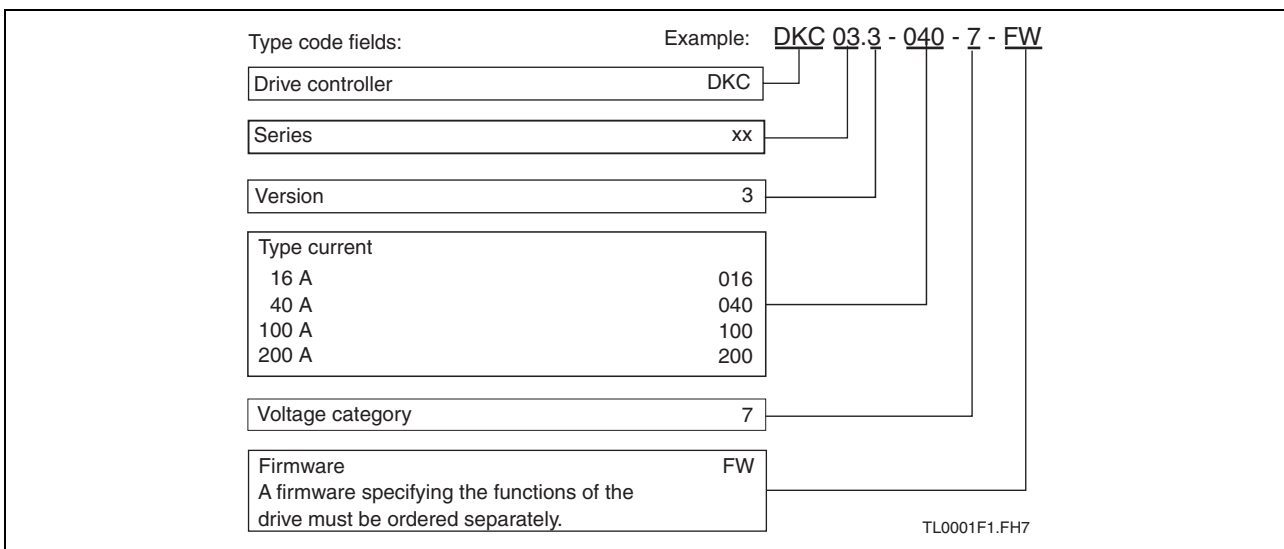 Type code fields: Example: DKC 03.3 - 040 - 7 - FW
Drive controller DKC
Series xx
Version 3
Type current
16 A 016
40 A 040
100 A 100
200 A 200
Voltage category 7
Firmware FW
A firmware specifying the functions of the
drive must be ordered separately.
TL0001F1.FH7